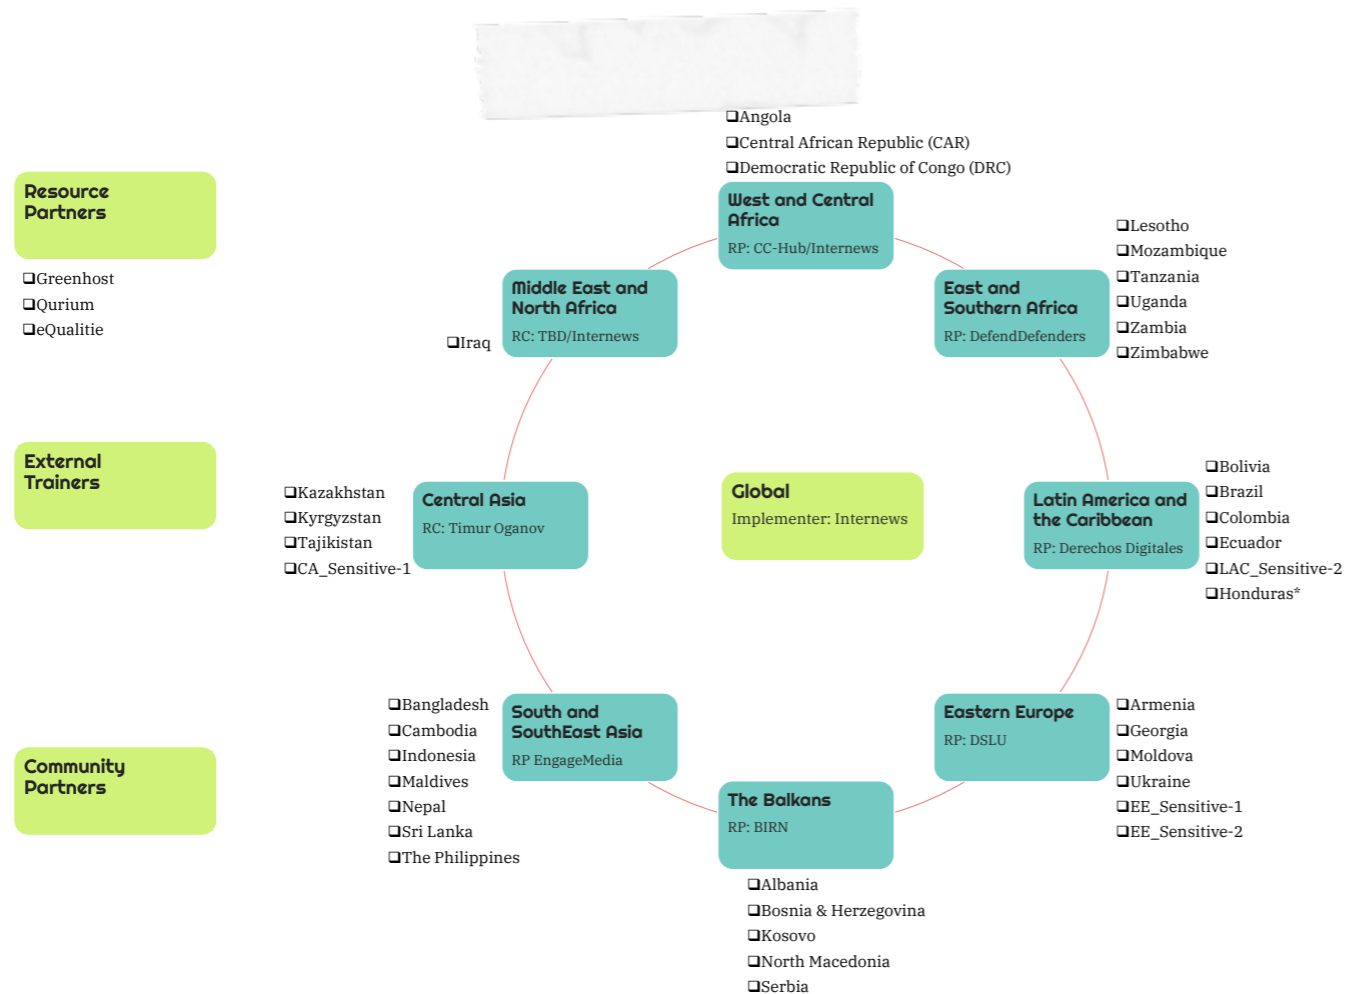 ❑Angola
❑Central African Republic (CAR)
❑Democratic Republic of Congo (DRC)
West and Central
Africa
RP: CC-Hub/Internews
Resource
Partners
❑Greenhost
❑Qurium
❑eQualitie
Middle East and
North Africa
RC: TBD/Internews
❑Iraq
East and
Southern Africa
RP: DefendDefenders
❑Lesotho
❑Mozambique
❑Tanzania
❑Uganda
❑Zambia
❑Zimbabwe
External
Trainers
❑Kazakhstan
❑Kyrgyzstan
❑Tajikistan
❑CA_Sensitive-1
Central Asia
RC: Timur Oganov
Global
Implementer: Internews
Latin America and
the Caribbean
RP: Derechos Digitales
❑Bolivia
❑Brazil
❑Colombia
❑Ecuador
❑LAC_Sensitive-2
❑Honduras*
Community
Partners
❑Bangladesh
❑Cambodia
❑Indonesia
❑Maldives
❑Nepal
❑Sri Lanka
❑The Philippines
South and
SouthEast Asia
RP EngageMedia
The Balkans
RP: BIRN
❑Albania
❑Bosnia & Herzegovina
❑Kosovo
❑North Macedonia
❑Serbia
Eastern Europe
RP: DSLU
❑Armenia
❑Georgia
❑Moldova
❑Ukraine
❑EE_Sensitive-1
❑EE_Sensitive-2